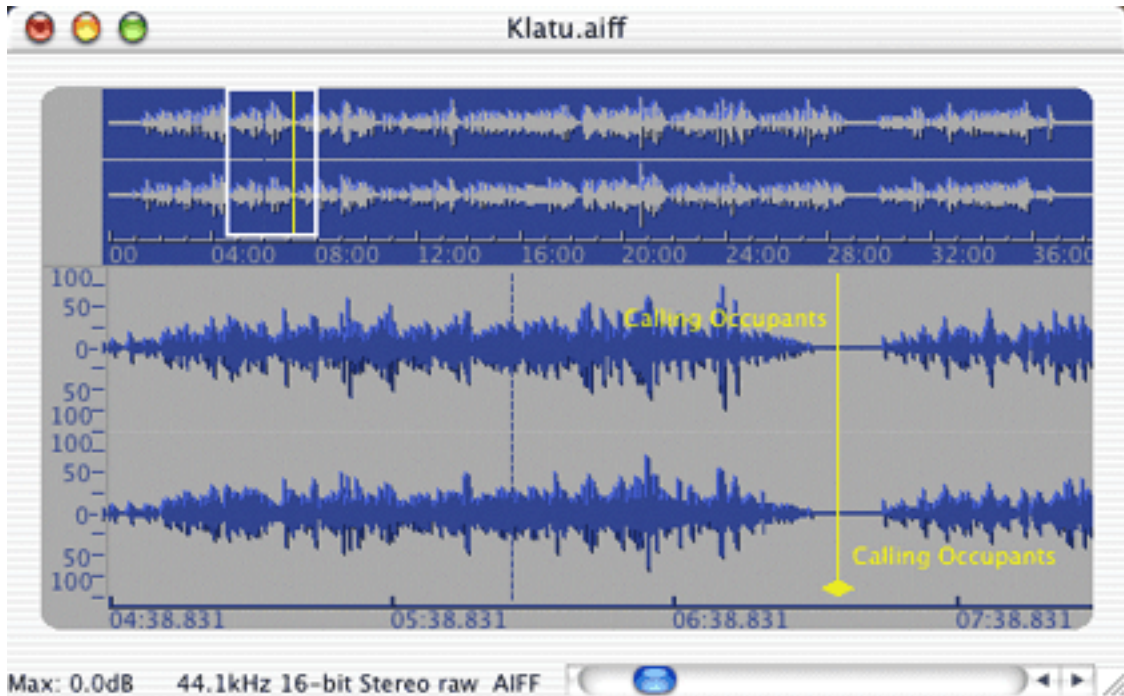 Klatu.aiff
00 04:00 08:00 12:00 16:00 20:00 24:00 28:00 32:00 36:00
100
50
Calling Occupants
0
50
100
100
50
0
50
Calling Occupants
100
04:38.831 05:38.831 06:38.831 07:38.831
Max: 0.0dB 44.1kHz 16-bit Stereo raw AIFF